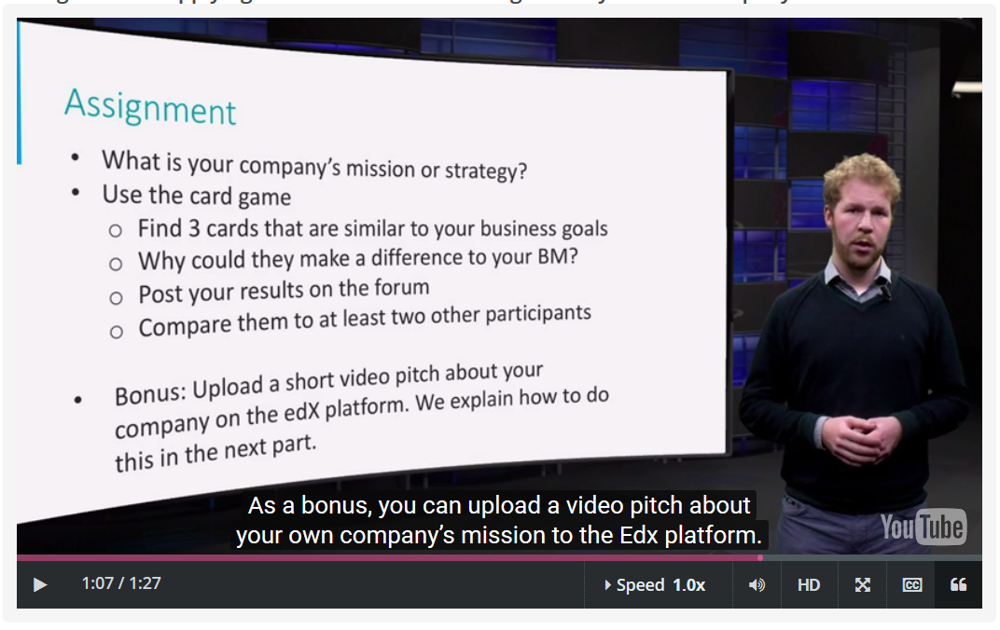 Assignment
• What is your company's mission or strategy?
• Use the card game
o Find 3 cards that are similar to your business goals
o Why could they make a difference to your BM?
o Post your results on the forum
o Compare them to at least two other participants
• Bonus: Upload a short video pitch about your
company on the edX platform. We explain how to do
this in the next part.
As a bonus, you can upload a video pitch about
your own company's mission to the Edx platform.
YouTube
1:07 / 1:27
Speed 1.0x
HD
CC